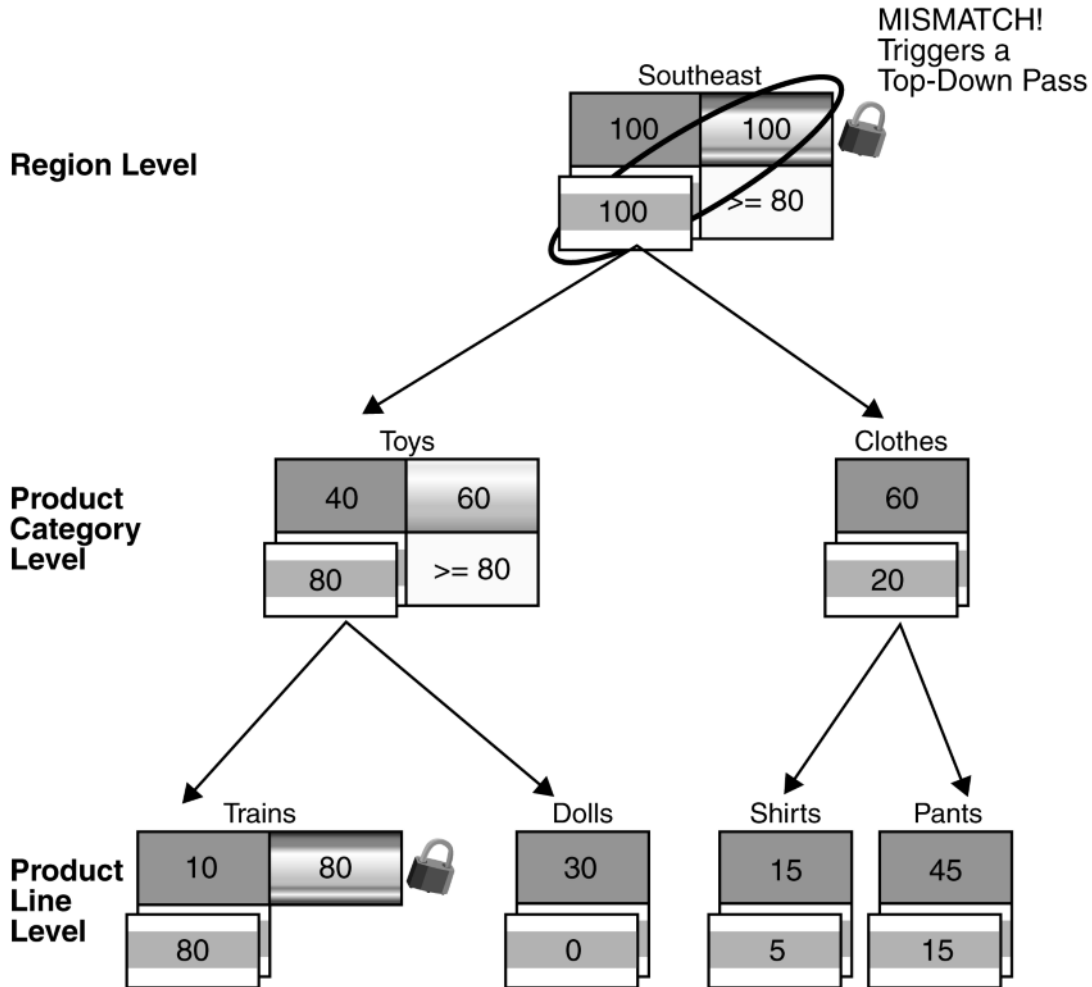 MISMATCH!
Triggers a
Top-Down Pass
Southeast
Region Level
100 100
100 >= 80
Toys Clothes
Product
Category
Level
40 60 60
80 >= 80 20
Trains Dolls Shirts Pants
Product
Line
Level
10 80 30 15 45
80 0 5 15